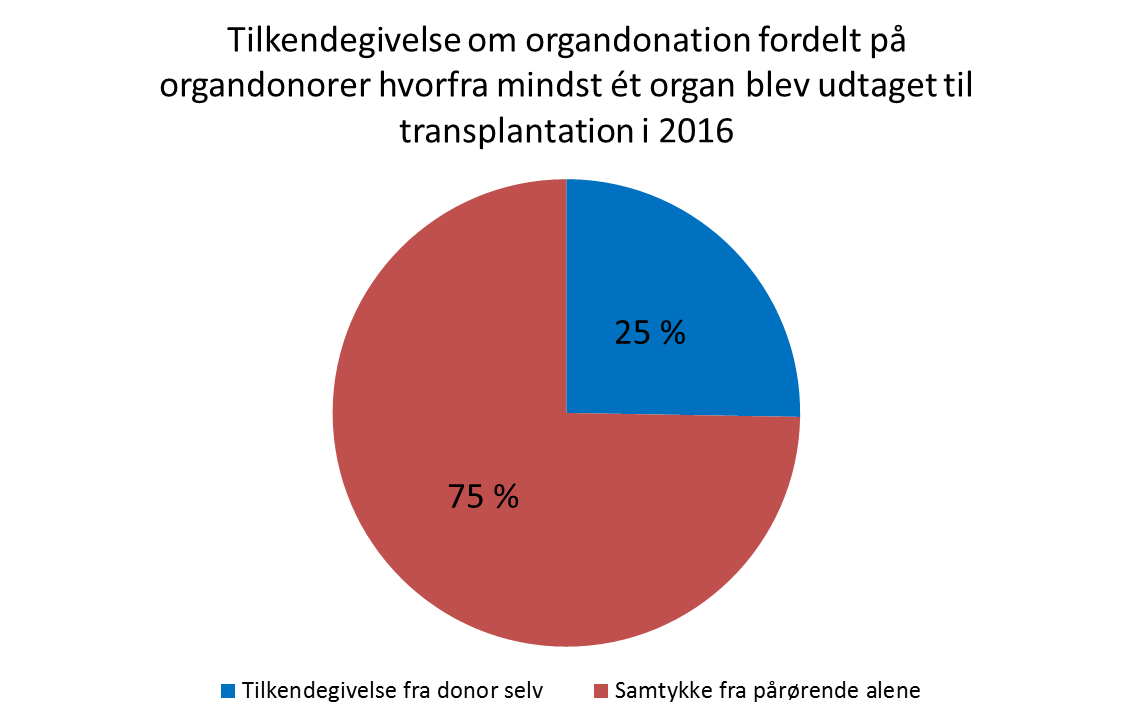 Tilkendegivelse om organdonation fordelt på
organdonorer hvorfra mindst ét organ blev udtaget til
transplantation i 2016
25 %
75 %
Tilkendegivelse fra donor selv
Samtykke fra pårørende alene